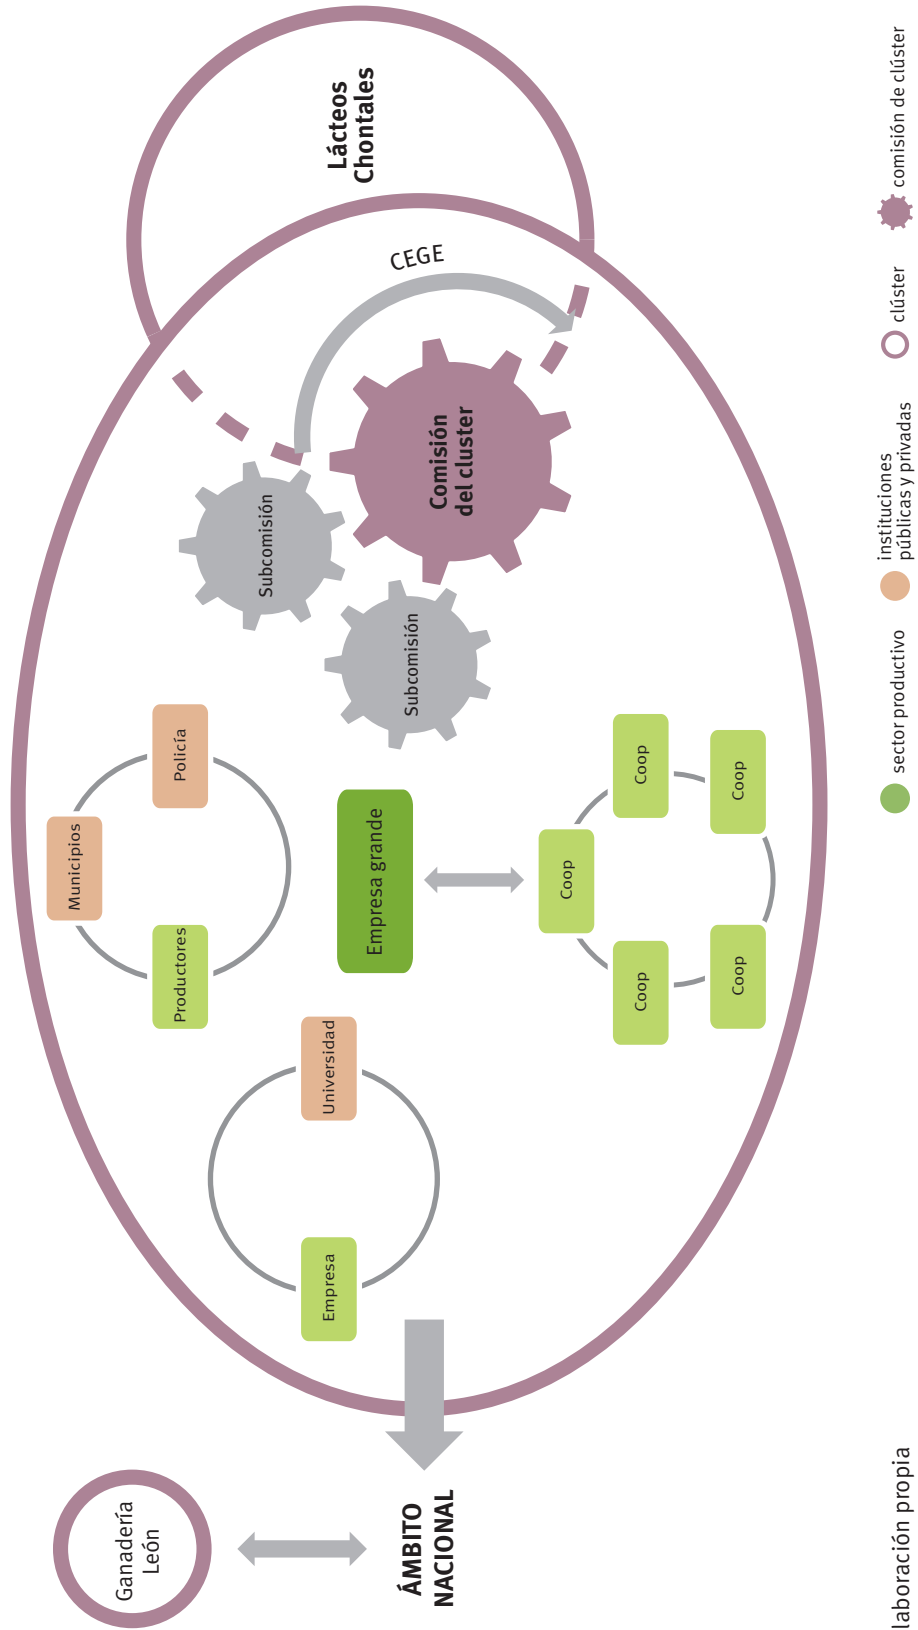 Ganadería
León
ÁMBITO
NACIONAL
Empresa
Universidad
Productores
Municipios
Policía
Empresa grande
Coop
Coop
Coop
Coop
Coop
Subcomisión
Subcomisión
Comisión
del cluster
CEGE
Lácteos
Chontales
sector productivo
instituciones
públicas y privadas
clúster
comisión de clúster
laboración propia